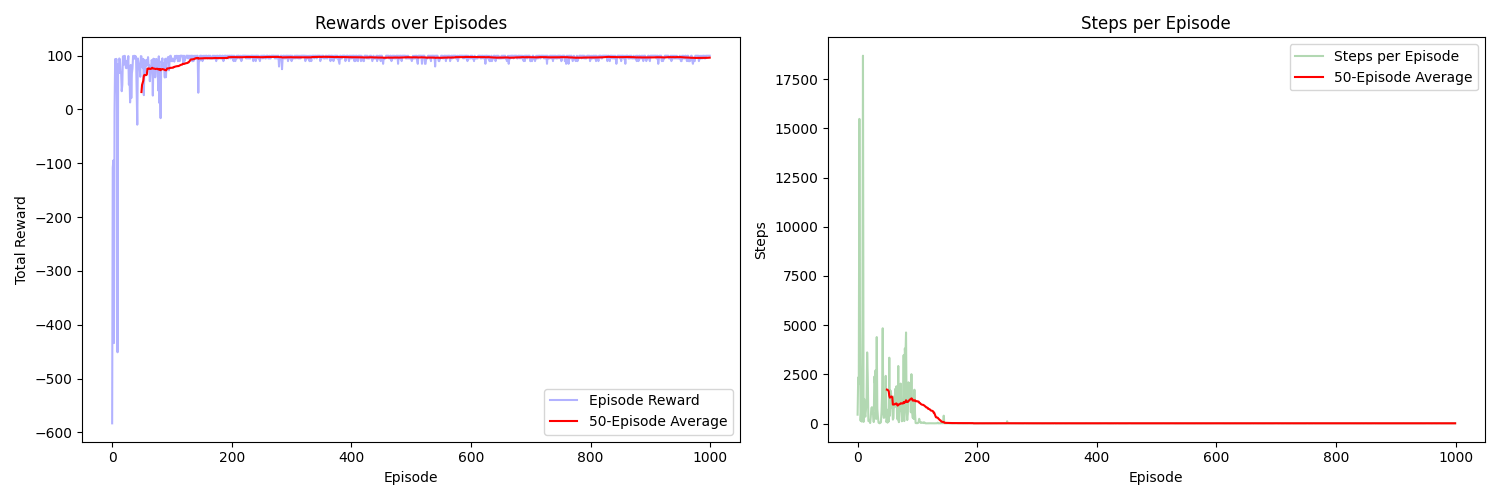 Rewards over Episodes
100
0
−100
−200
−300
−400
−500
−600
Total Reward
0
200
400
600
800
1000
Episode
Episode Reward
50-Episode Average
Steps per Episode
17500
15000
12500
10000
7500
5000
2500
0
Steps
0
200
400
600
800
1000
Episode
Steps per Episode
50-Episode Average